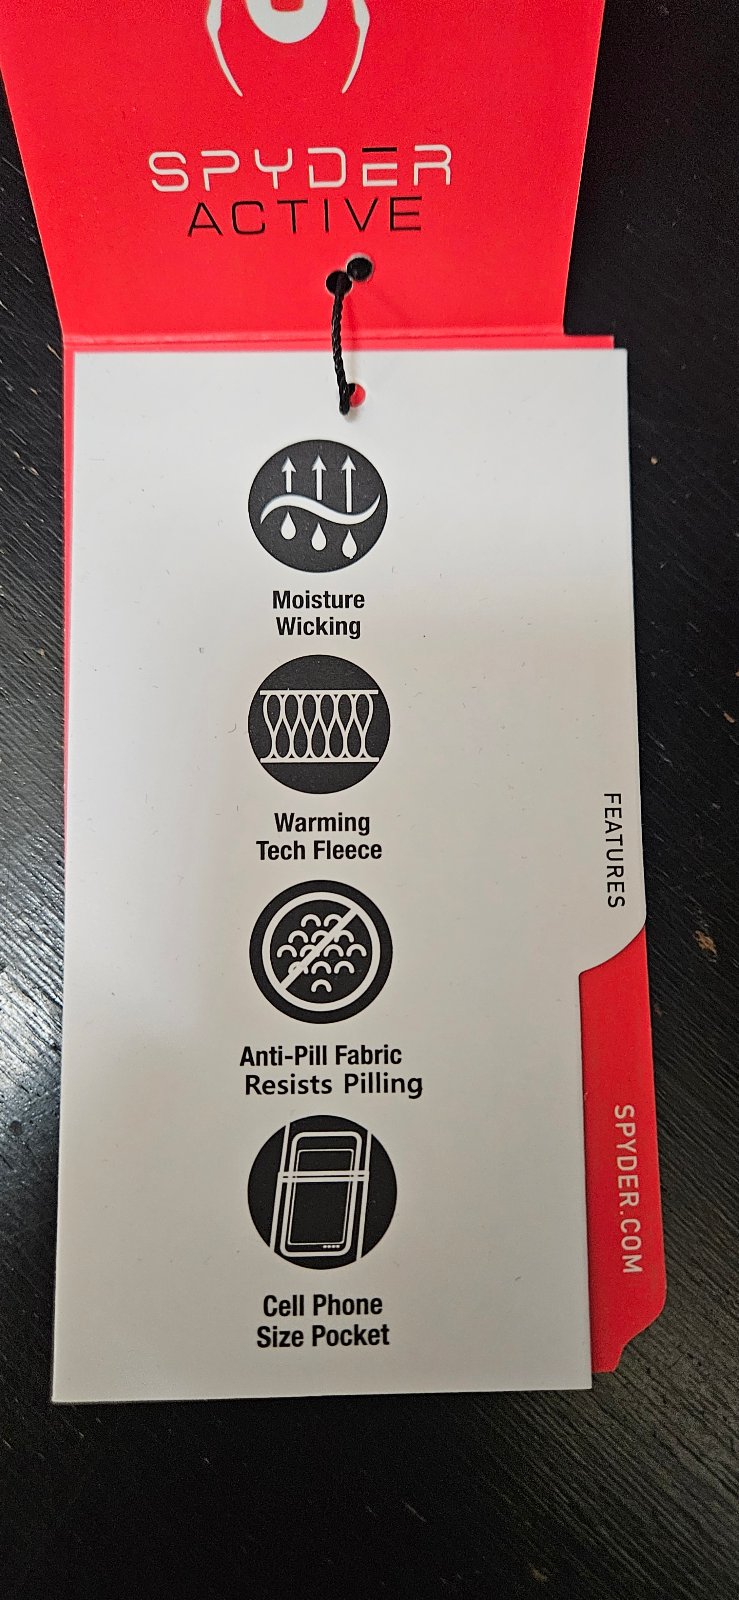 SPYDER
ACTIVE
Moisture
Wicking
Warming
Tech Fleece
FEATURES
Anti-Pill Fabric
Resists Pilling
SPYDER.COM
Cell Phone
Size Pocket